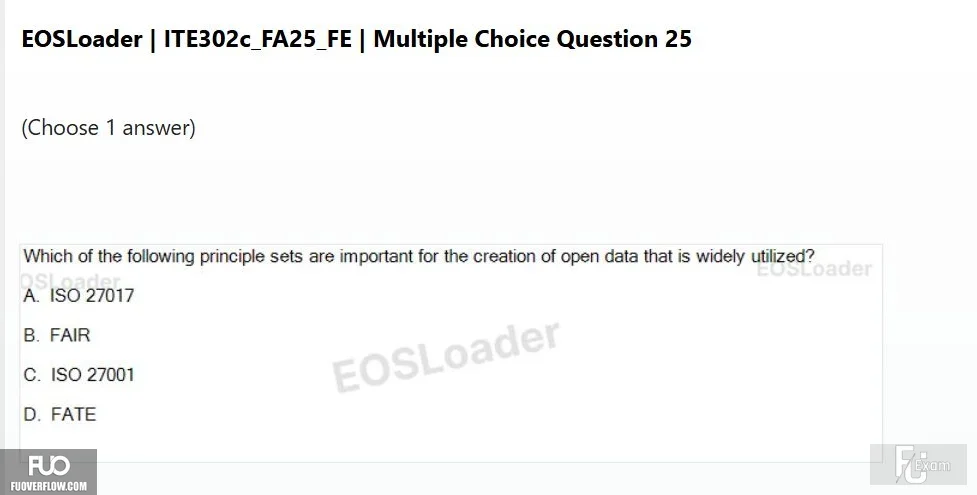 EOSLoader | ITE302c_FA25_FE | Multiple Choice Question 25
(Choose 1 answer)
Which of the following principle sets are important for the creation of open data that is widely utilized?
EOSLoader
OSLoader
A. ISO 27017
B. FAIR
EOSLoader
C. ISO 27001
D. FATE
FUO
FUOVERFLOW.COM
FU Exam